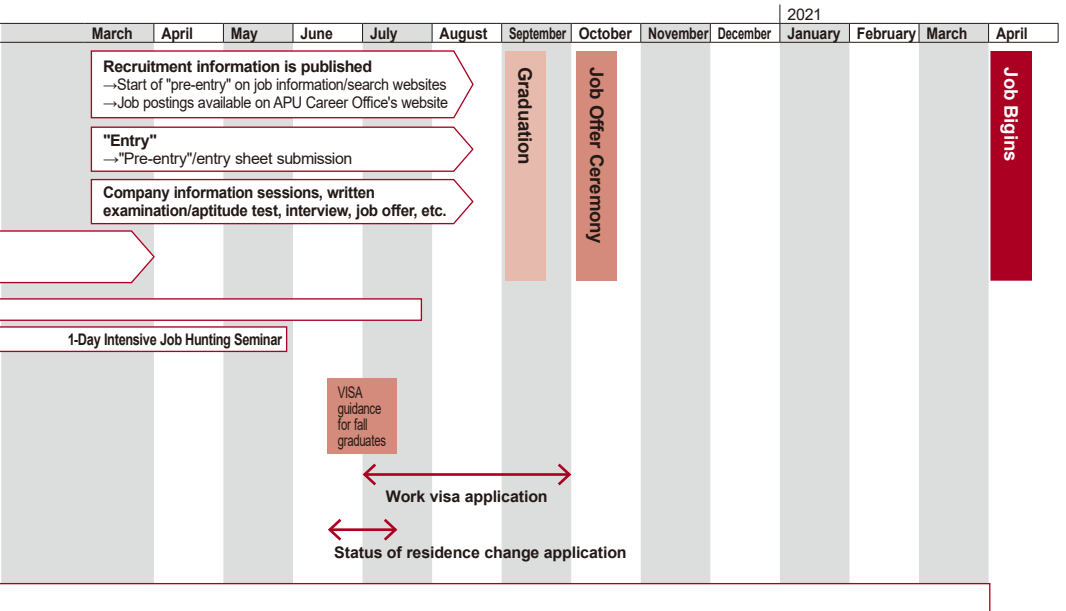 2021
March April May June July August September October November December January February March April
Recruitment information is published
→Start of "pre-entry" on job information/search websites
→Job postings available on APU Career Office's website
"Entry"
→"Pre-entry"/entry sheet submission
Company information sessions, written
examination/aptitude test, interview, job offer, etc.
Graduation
Job Offer Ceremony
Job Bigins
1-Day Intensive Job Hunting Seminar
VISA
guidance
for fall
graduates
Work visa application
Status of residence change application